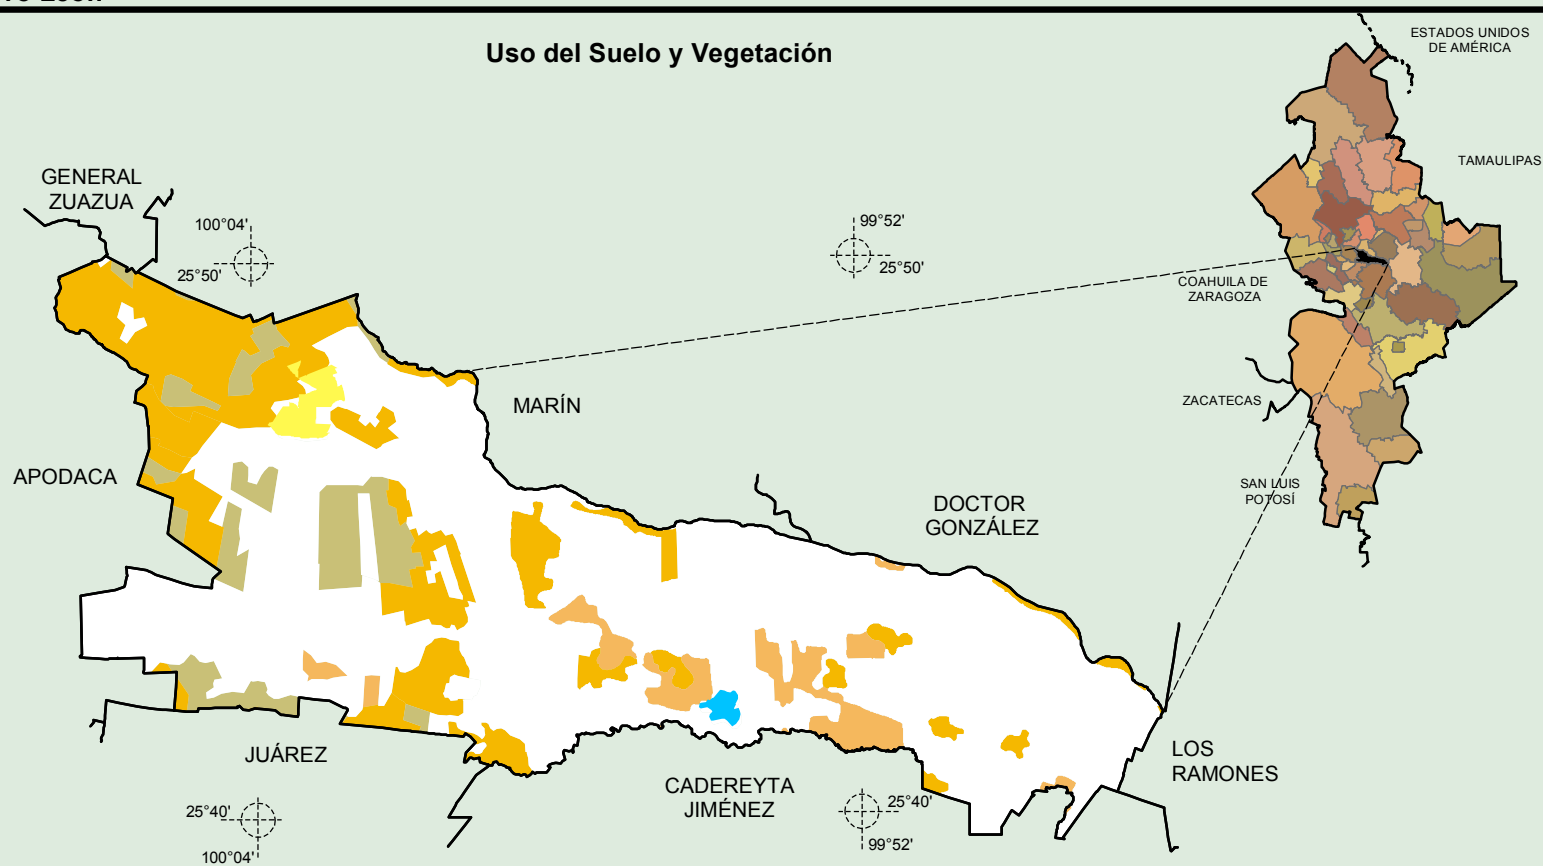 Uso del Suelo y Vegetación
ESTADOS UNIDOS
DE AMÉRICA
TAMAULIPAS
COAHUILA DE
ZARAGOZA
ZACATECAS
SAN LUIS
POTOSÍ
GENERAL
ZUAZUA
100°04'
25°50'
99°52'
25°50'
MARÍN
APODACA
DOCTOR
GONZÁLEZ
JUÁREZ
CADEREYTA
JIMÉNEZ
LOS
RAMONES
25°40'
100°04'
25°40'
99°52'